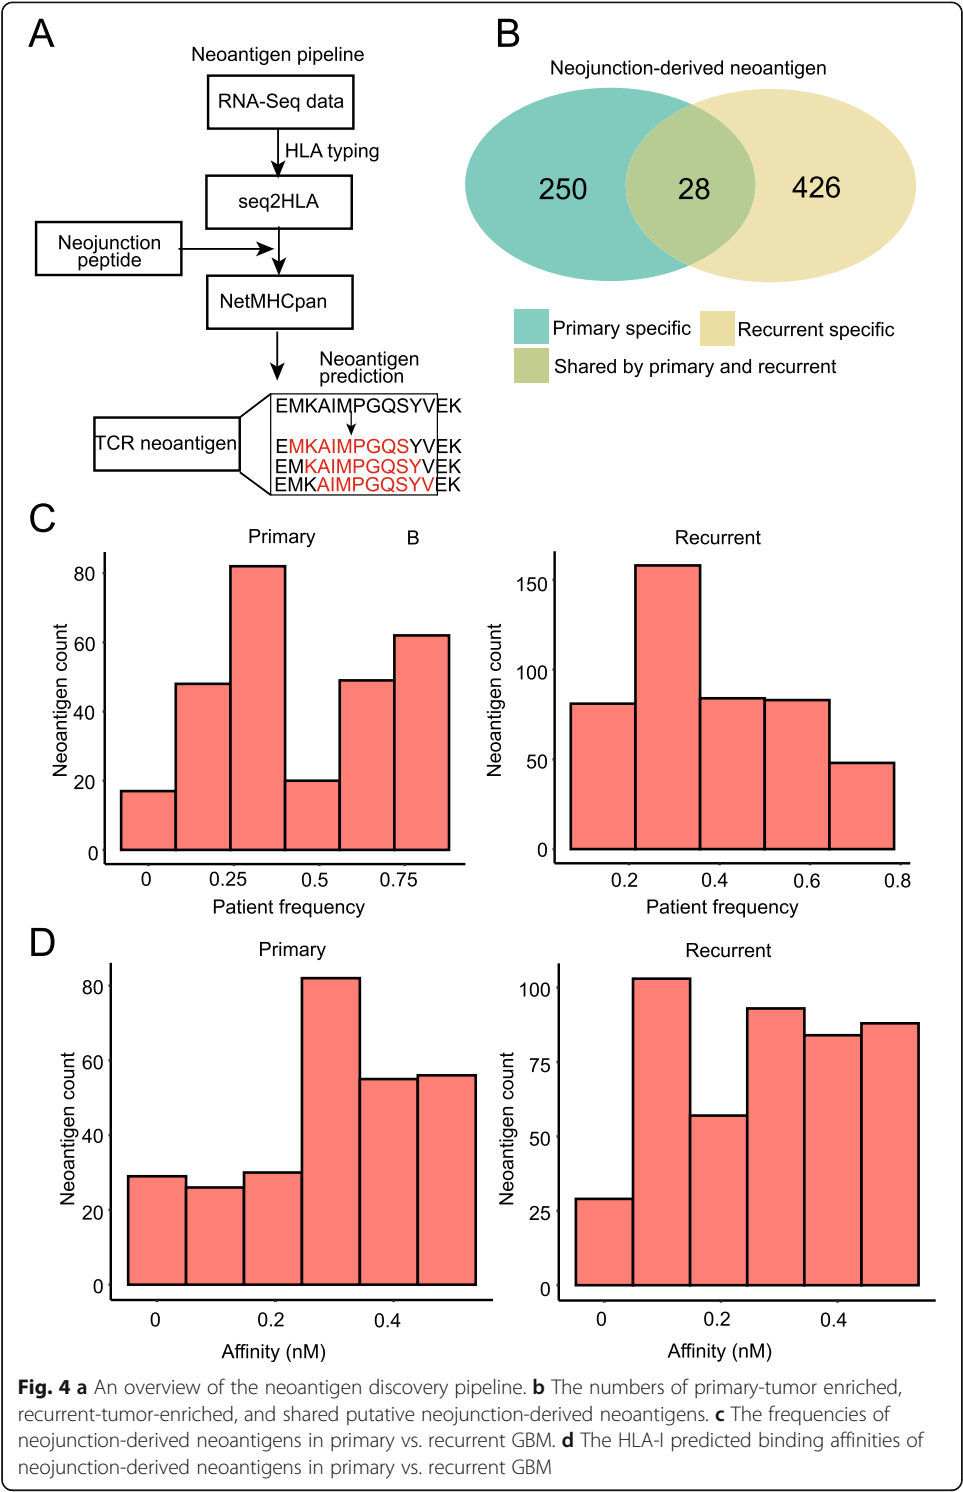 A
Neoantigen pipeline
RNA-Seq data
HLA typing
seq2HLA
Neojunction
peptide
NetMHCpan
Neoantigen
prediction
TCR neoantigen
EMKAIMPGQSYVEK
EMKAIMPGQSYVEK
EMKAIMPGQSYVEK
EMKAIMPGQSYVEK
B
Neojunction-derived neoantigen
250
28
426
Primary specific
Recurrent specific
Shared by primary and recurrent
C
Primary
B
Neoantigen count
80
60
40
20
0
0 0.25 0.5 0.75
Patient frequency
Recurrent
Neoantigen count
150
100
50
0
0.2 0.4 0.6 0.8
Patient frequency
D
Primary
Neoantigen count
80
60
40
20
0
0 0.2 0.4
Affinity (nM)
Recurrent
Neoantigen count
100
75
50
25
0
0 0.2 0.4
Affinity (nM)
Fig. 4 a An overview of the neoantigen discovery pipeline. b The numbers of primary-tumor enriched,
recurrent-tumor-enriched, and shared putative neojunction-derived neoantigens. c The frequencies of
neojunction-derived neoantigens in primary vs. recurrent GBM. d The HLA-I predicted binding affinities of
neojunction-derived neoantigens in primary vs. recurrent GBM